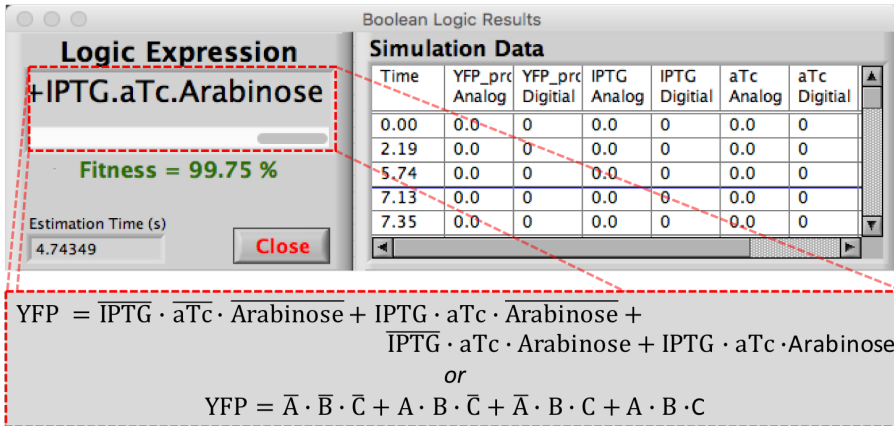 Boolean Logic Results
Logic Expression
+IPTG.aTc.Arabinose
Fitness = 99.75 %
Estimation Time (s)
4.74349
Close
Simulation Data
Time YFP_pro YFP_pro IPTG IPTG aTc aTc
Analog Digitial Analog Digitial Analog Digitial
0.00 0.0 0 0.0 0 0.0 0
2.19 0.0 0 0.0 0 0.0 0
5.74 0.0 0 0.0 0 0.0 0
7.13 0.0 0 0.0 0 0.0 0
7.35 0.0 0 0.0 0 0.0 0
YFP = I̅P̅T̅G̅ · a̅T̅c̅ · A̅r̅a̅b̅i̅n̅o̅s̅e̅ + IPTG · aTc · A̅r̅a̅b̅i̅n̅o̅s̅e̅ +
I̅P̅T̅G̅ · aTc · Arabinose + IPTG · aTc ·Arabinose
or
YFP = A̅ · B̅ · C̅ + A · B · C̅ + A̅ · B · C + A · B ·C